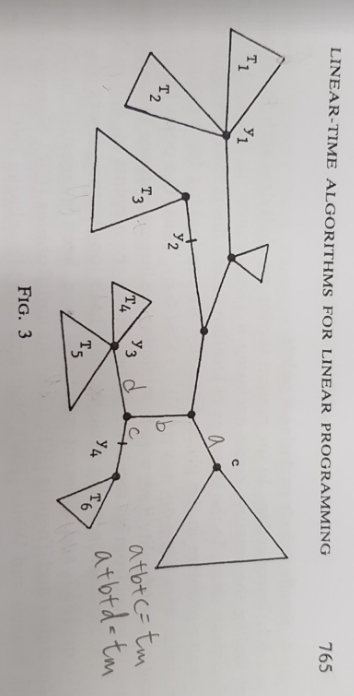 LINEAR-TIME ALGORITHMS FOR LINEAR PROGRAMMING 765
T1
y1
T2
T3
y2
c
a
b
T4
y3
d
T5
c
y4
T6
a+b+c=tm
a+b+d=tm
FIG. 3